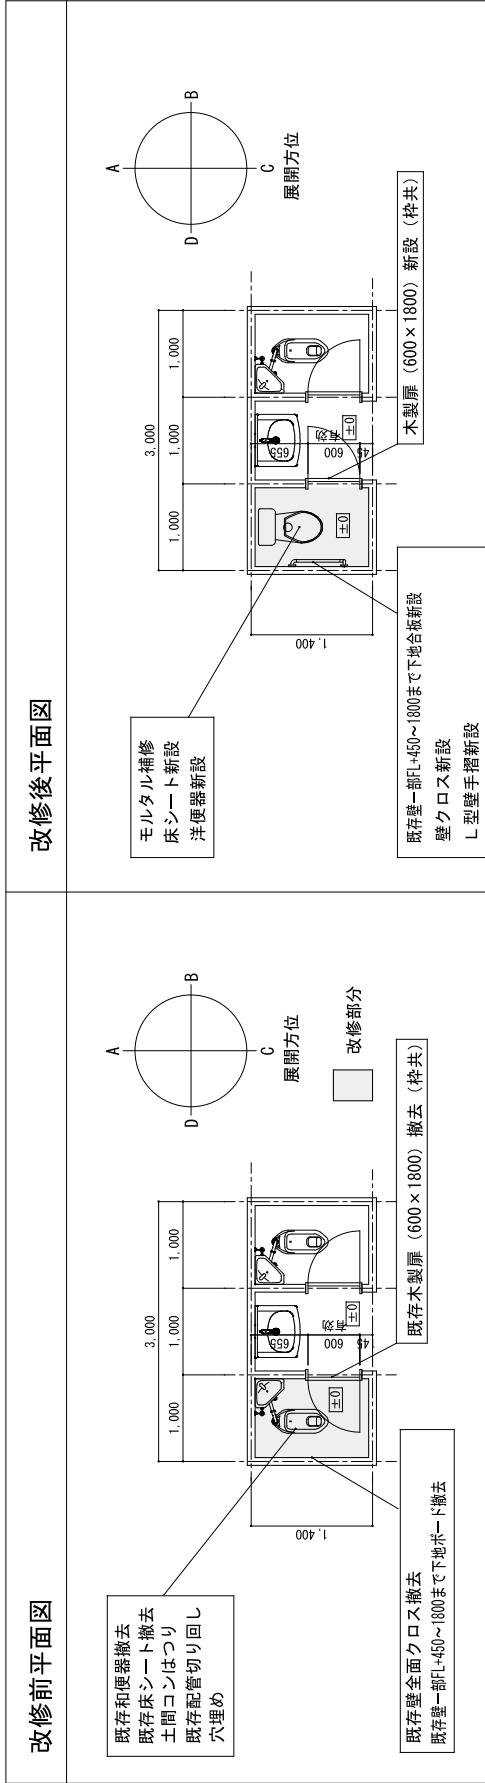 改修前平面図
既存和便器撤去
既存床シート撤去
土間コンはつり
既存配管切り回し
穴埋め
3,000
1,000
1,000
1,000
1,400
655
有効
600
45
±0
±0
既存壁全面クロス撤去
既存壁一部FL+450~1800まで下地ボード撤去
既存木製扉（600×1800）撤去（枠共）
A
B
C
D
展開方位
改修部分
改修後平面図
モルタル補修
床シート新設
洋便器新設
3,000
1,000
1,000
1,000
1,400
655
有効
600
45
±0
±0
既存壁一部FL+450~1800まで下地合板新設
壁クロス新設
L型壁手摺新設
木製扉（600×1800）新設（枠共）
A
B
C
D
展開方位